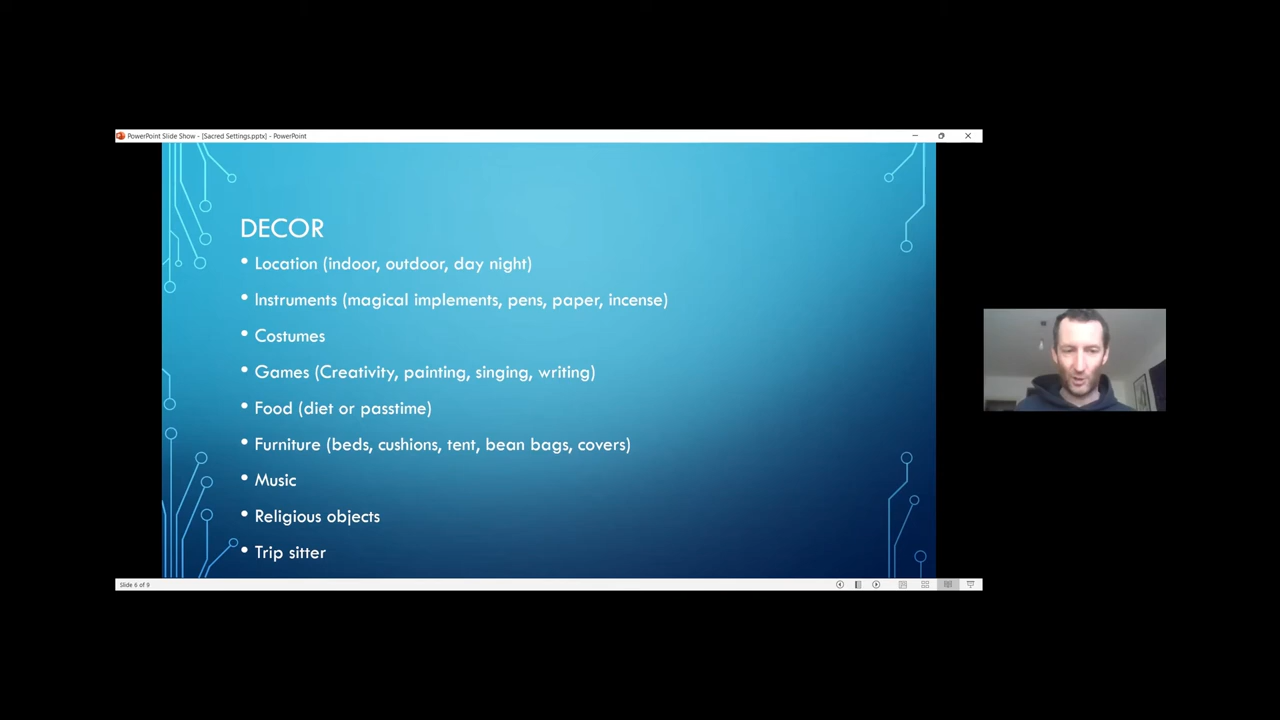 PowerPoint Slide Show - [Sacred Settings.pptx] - PowerPoint
DECOR
• Location (indoor, outdoor, day night)
• Instruments (magical implements, pens, paper, incense)
• Costumes
• Games (Creativity, painting, singing, writing)
• Food (diet or passtime)
• Furniture (beds, cushions, tent, bean bags, covers)
• Music
• Religious objects
• Trip sitter
Slide 6 of 9